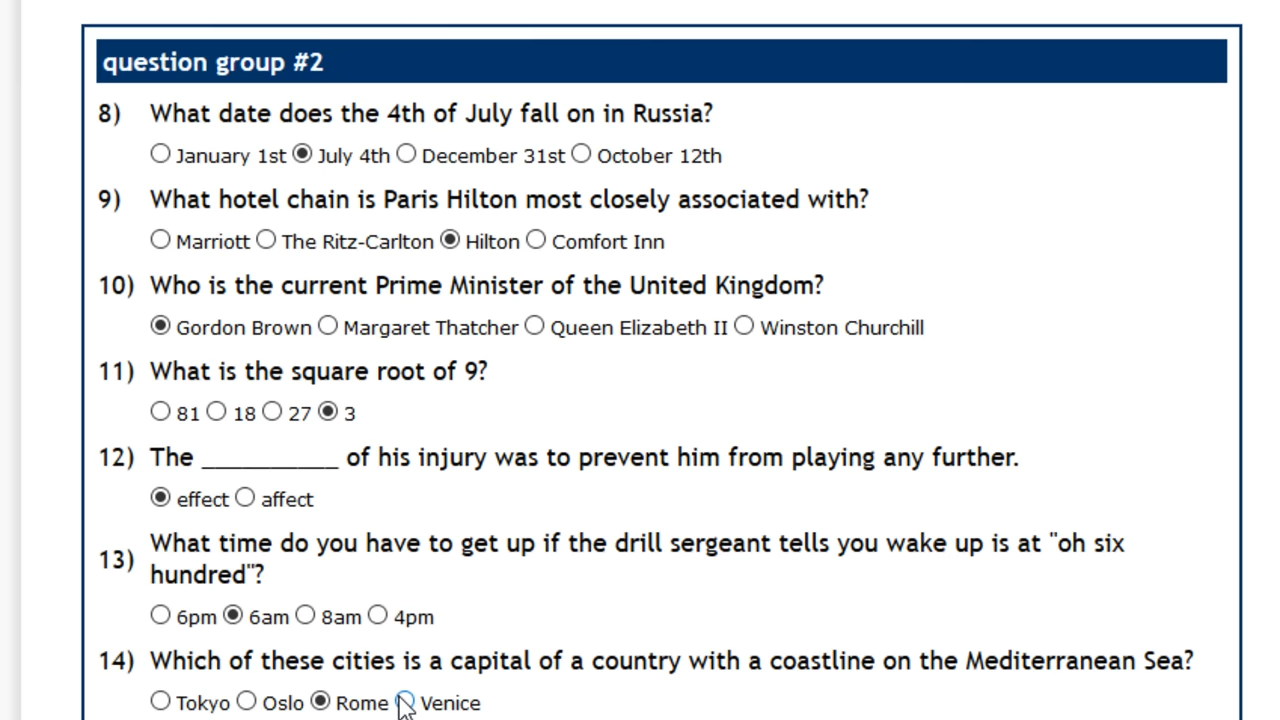 question group #2
8) What date does the 4th of July fall on in Russia?
January 1st July 4th December 31st October 12th
9) What hotel chain is Paris Hilton most closely associated with?
Marriott The Ritz-Carlton Hilton Comfort Inn
10) Who is the current Prime Minister of the United Kingdom?
Gordon Brown Margaret Thatcher Queen Elizabeth II Winston Churchill
11) What is the square root of 9?
81 18 27 3
12) The __________ of his injury was to prevent him from playing any further.
effect affect
13) What time do you have to get up if the drill sergeant tells you wake up is at "oh six
hundred"?
6pm 6am 8am 4pm
14) Which of these cities is a capital of a country with a coastline on the Mediterranean Sea?
Tokyo Oslo Rome Venice